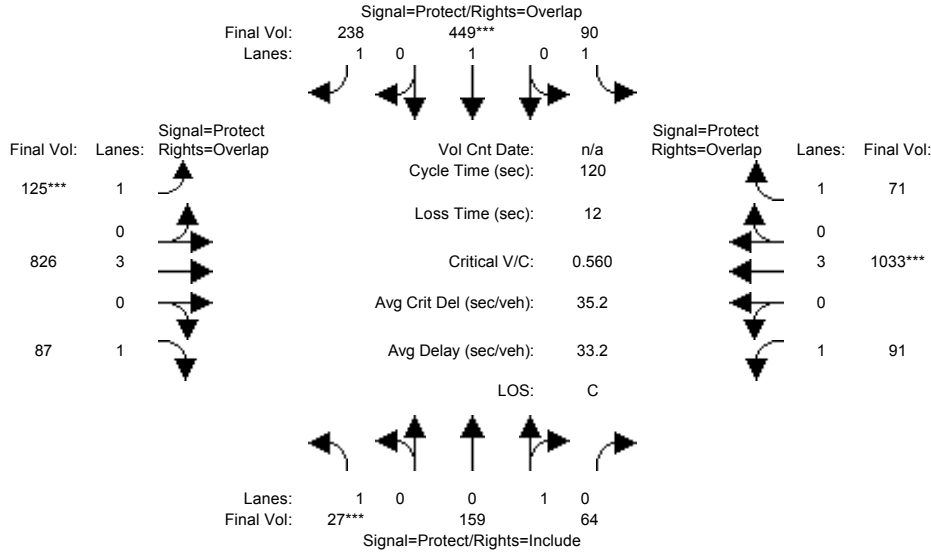 Signal=Protect/Rights=Overlap
Final Vol: 238 449*** 90
Lanes: 1 0 1 0 1
Signal=Protect
Final Vol: Lanes: Rights=Overlap
Vol Cnt Date: n/a
Signal=Protect
Rights=Overlap Lanes: Final Vol:
Cycle Time (sec): 120
125*** 1
1 71
Loss Time (sec): 12
0
0
826 3
Critical V/C: 0.560
3 1033***
0
Avg Crit Del (sec/veh): 35.2
0
87 1
Avg Delay (sec/veh): 33.2
1 91
LOS: C
Lanes: 1 0 0 1 0
Final Vol: 27*** 159 64
Signal=Protect/Rights=Include